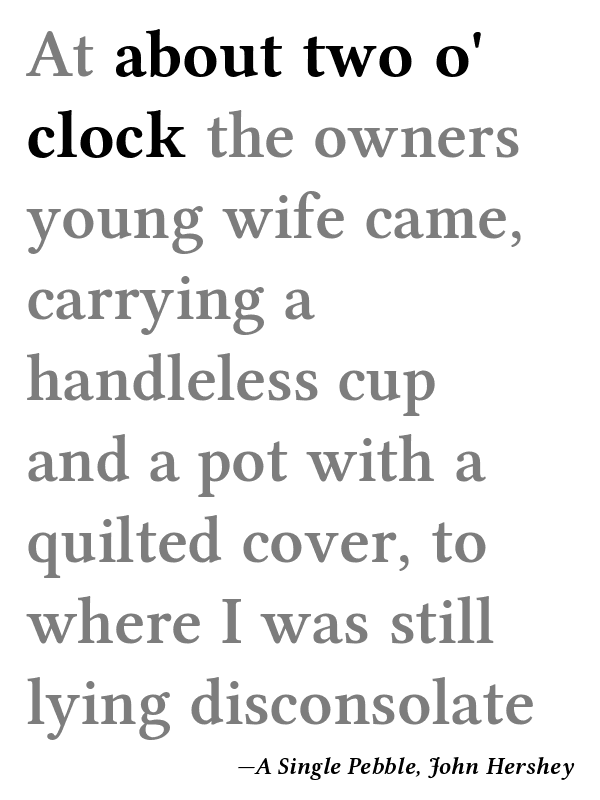 At about two o'
clock the owners
young wife came,
carrying a
handleless cup
and a pot with a
quilted cover, to
where I was still
lying disconsolate
—A Single Pebble, John Hershey